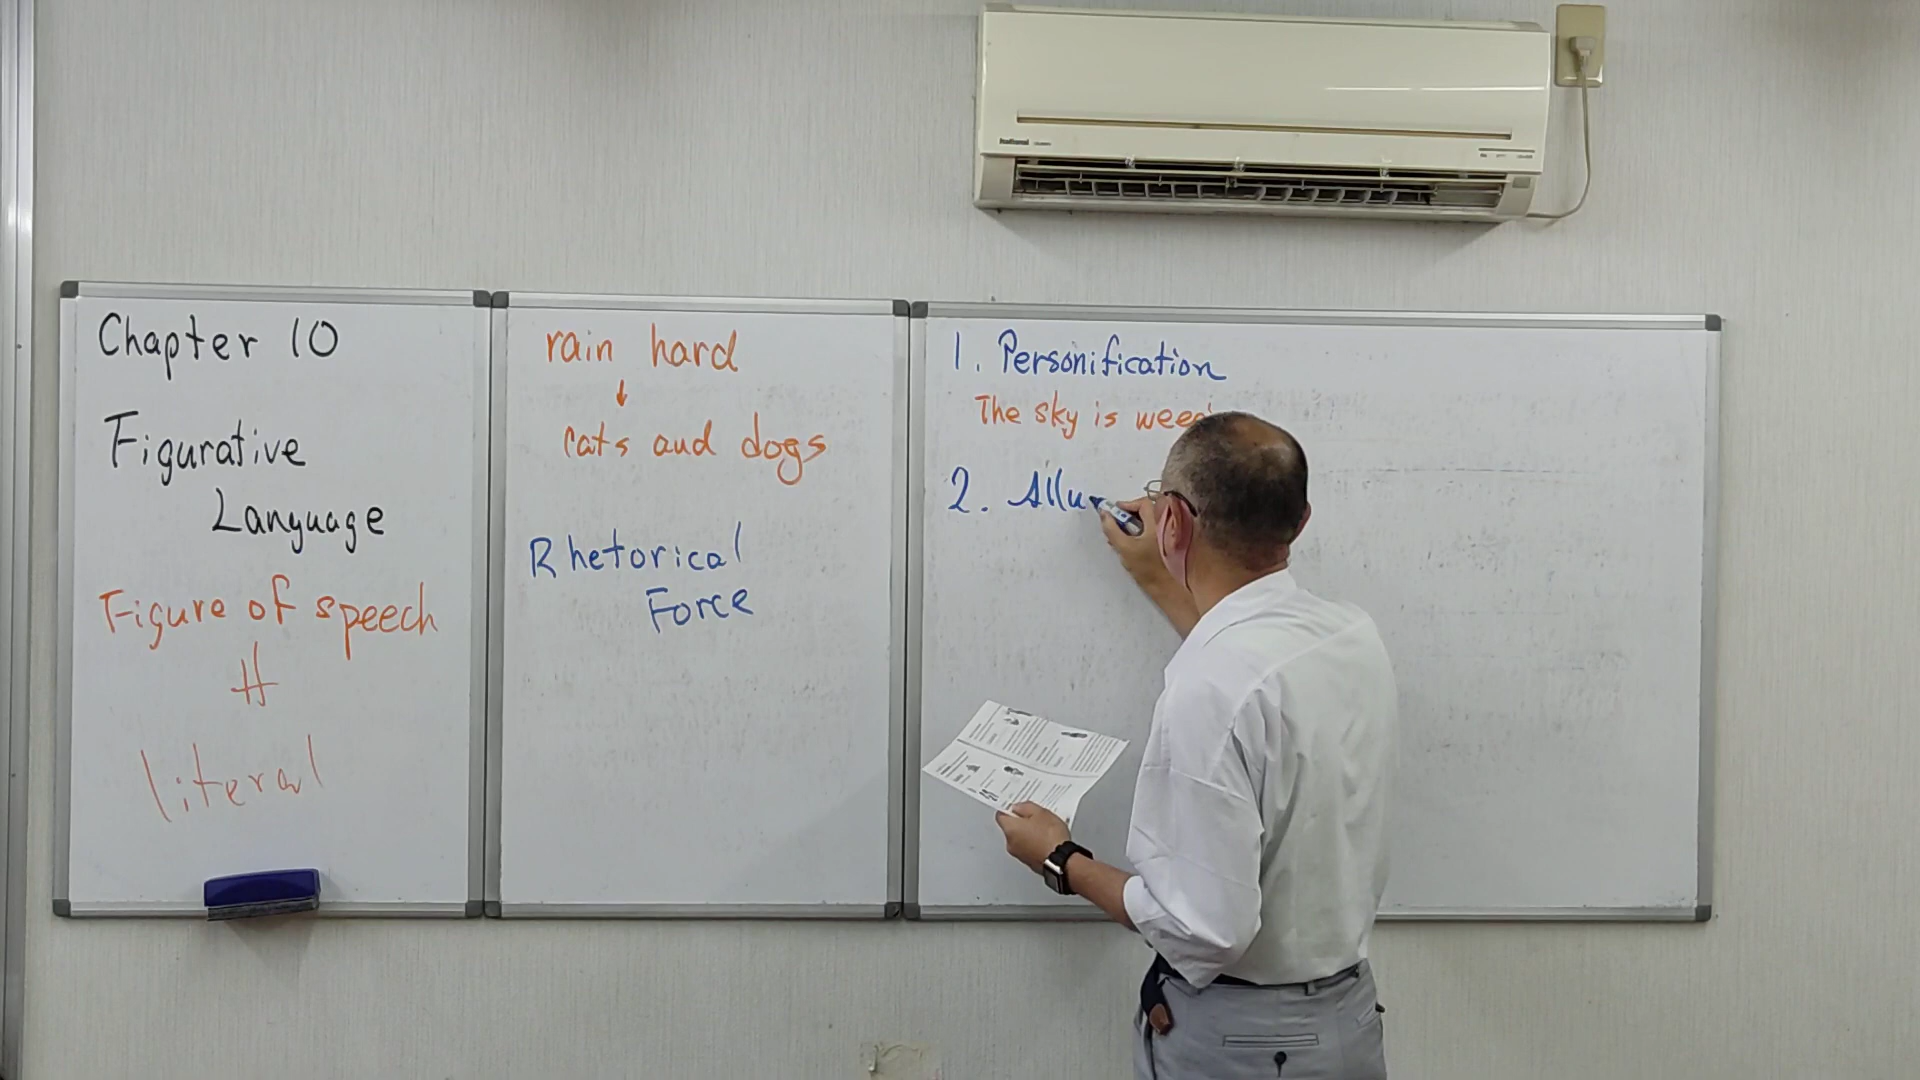 Chapter 10
Figurative
Language
Figure of speech
literal
rain hard
↓
cats and dogs
Rhetorical
Force
1. Personification
The sky is
2. Allu
National